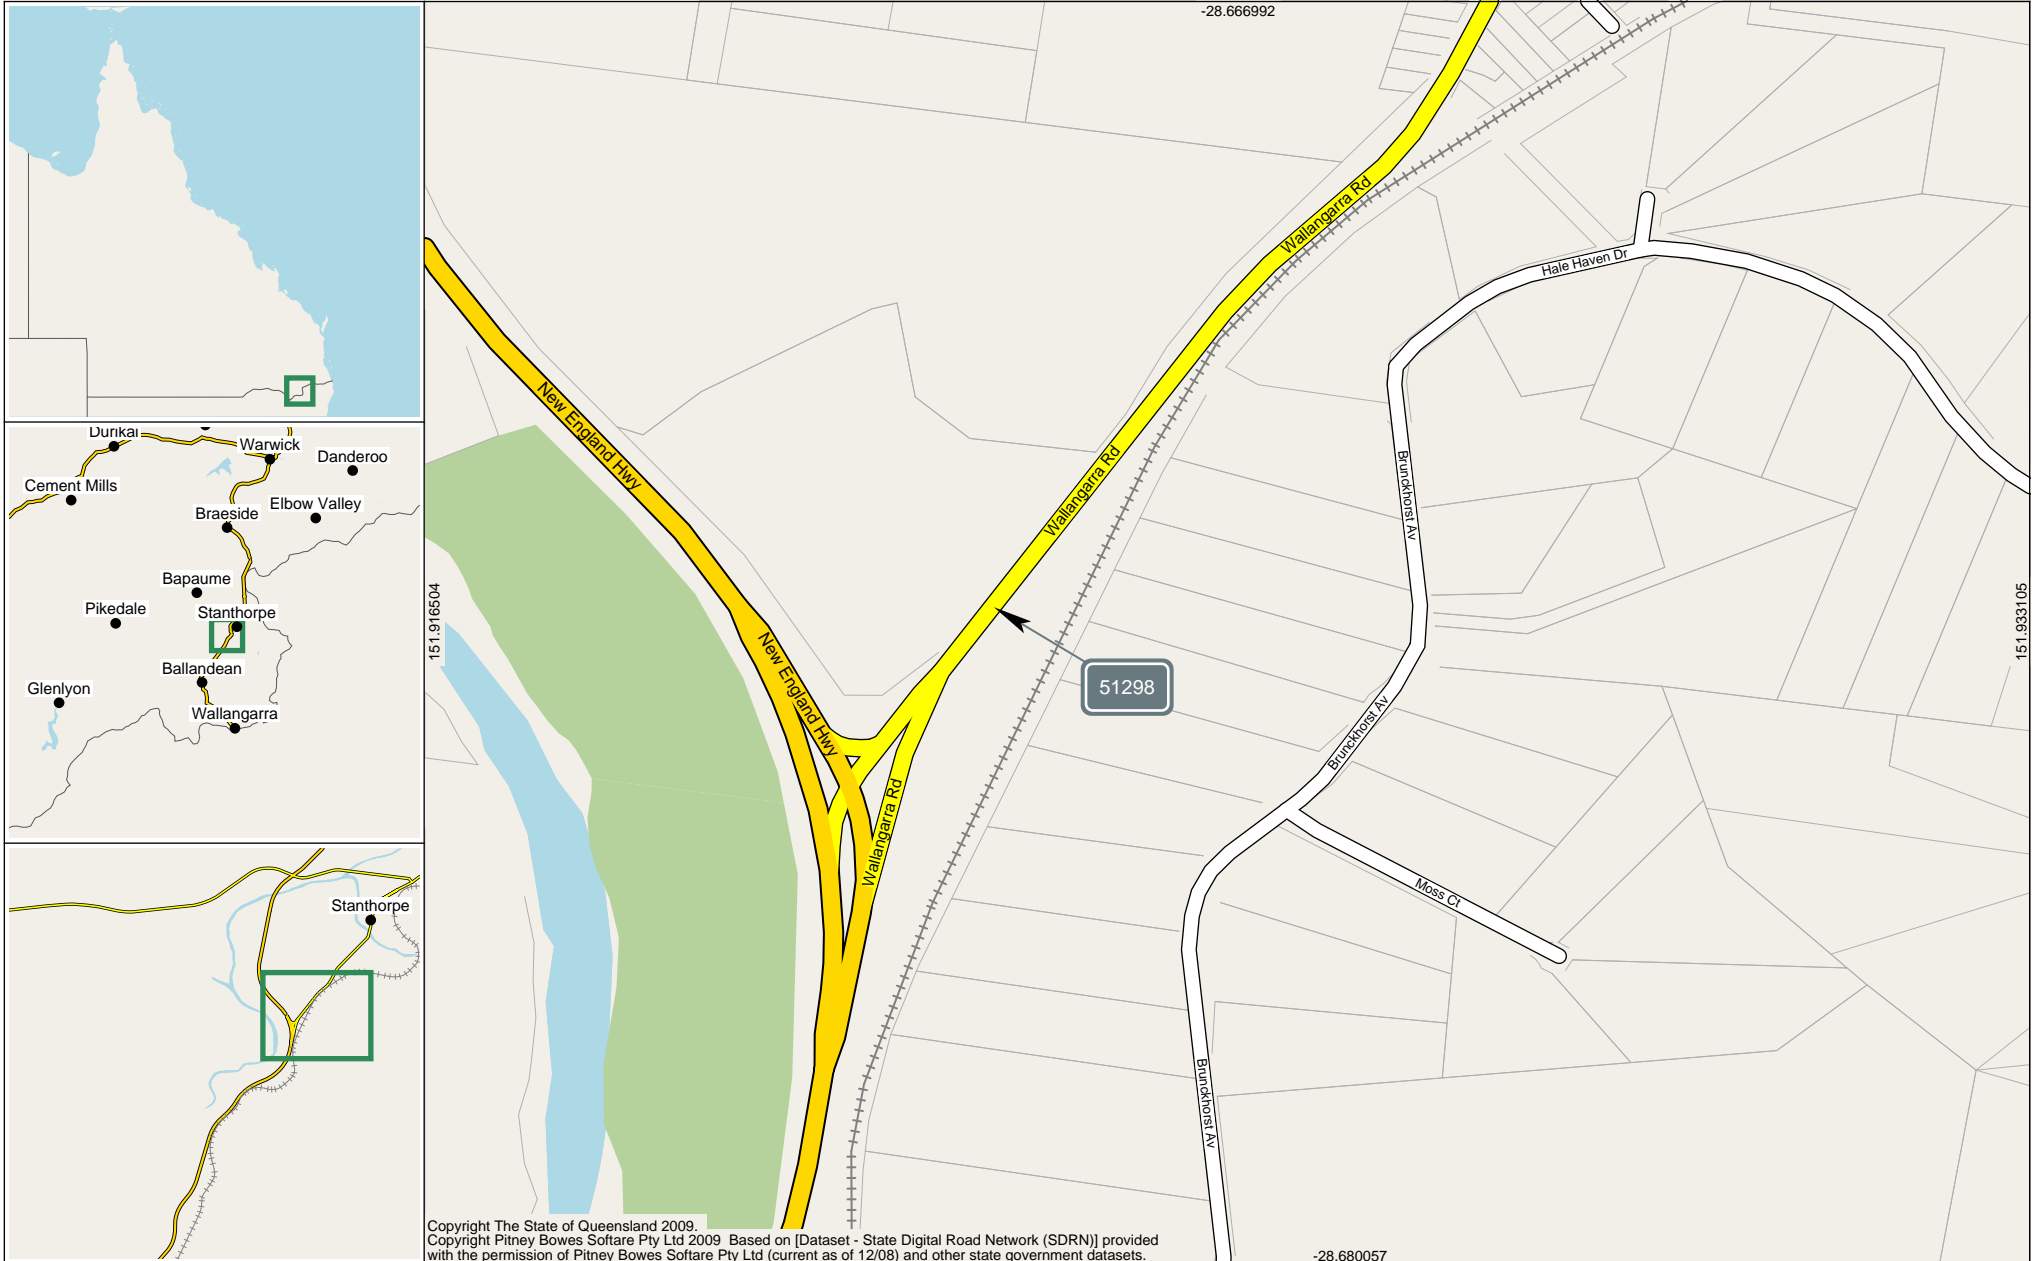 -28.666992
Wallangarra Rd
Hale Haven Dr
New England Hwy
Wallangarra Rd
Brunckhorst Av
151.916504
151.933105
New England Hwy
51298
Brunckhorst Av
Wallangarra Rd
Moss Ct
Brunckhorst Av
Durikai
Warwick
Danderoo
Cement Mills
Elbow Valley
Braeside
Bapaume
Pikedale
Stanthorpe
Ballandean
Glenlyon
Wallangarra
Stanthorpe
Copyright The State of Queensland 2009.
Copyright Pitney Bowes Softare Pty Ltd 2009 Based on [Dataset - State Digital Road Network (SDRN)] provided
with the permission of Pitney Bowes Softare Pty Ltd (current as of 12/08) and other state government datasets.
-28.680057